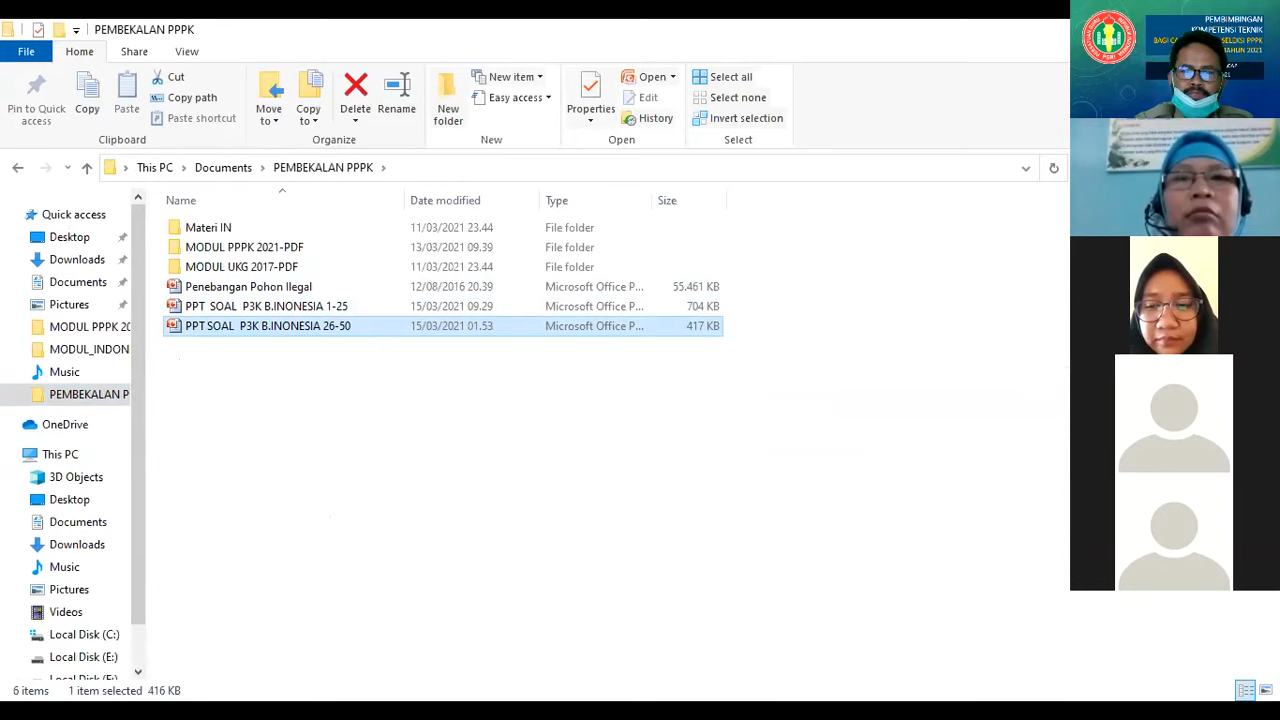 PEMBEKALAN PPPK
File Home Share View
Pin to Quick access
Copy
Paste
Cut
Copy path
Paste shortcut
Clipboard
Move to
Copy to
Delete
Rename
Organize
New folder
New item
Easy access
New
Properties
Open
Edit
History
Open
Select all
Select none
Invert selection
Select
This PC > Documents > PEMBEKALAN PPPK >
Name Date modified Type Size
Materi IN 11/03/2021 23.44 File folder
MODUL PPPK 2021-PDF 13/03/2021 09.39 File folder
MODUL UKG 2017-PDF 11/03/2021 23.44 File folder
Penebangan Pohon Ilegal 12/08/2016 20.39 Microsoft Office P... 55.461 KB
PPT SOAL P3K B.INONESIA 1-25 15/03/2021 09.29 Microsoft Office P... 704 KB
PPT SOAL P3K B.INONESIA 26-50 15/03/2021 01.53 Microsoft Office P... 417 KB
Quick access
Desktop
Downloads
Documents
Pictures
MODUL PPPK 20
MODUL_INDON
Music
PEMBEKALAN P
OneDrive
This PC
3D Objects
Desktop
Documents
Downloads
Music
Pictures
Videos
Local Disk (C:)
Local Disk (E:)
6 items 1 item selected 416 KB
PEMBIMBINGAN
KOMPETENSI TEKNIK
BAGI CA
SELEKSI PPPK
TAHUN 2021
PGRI